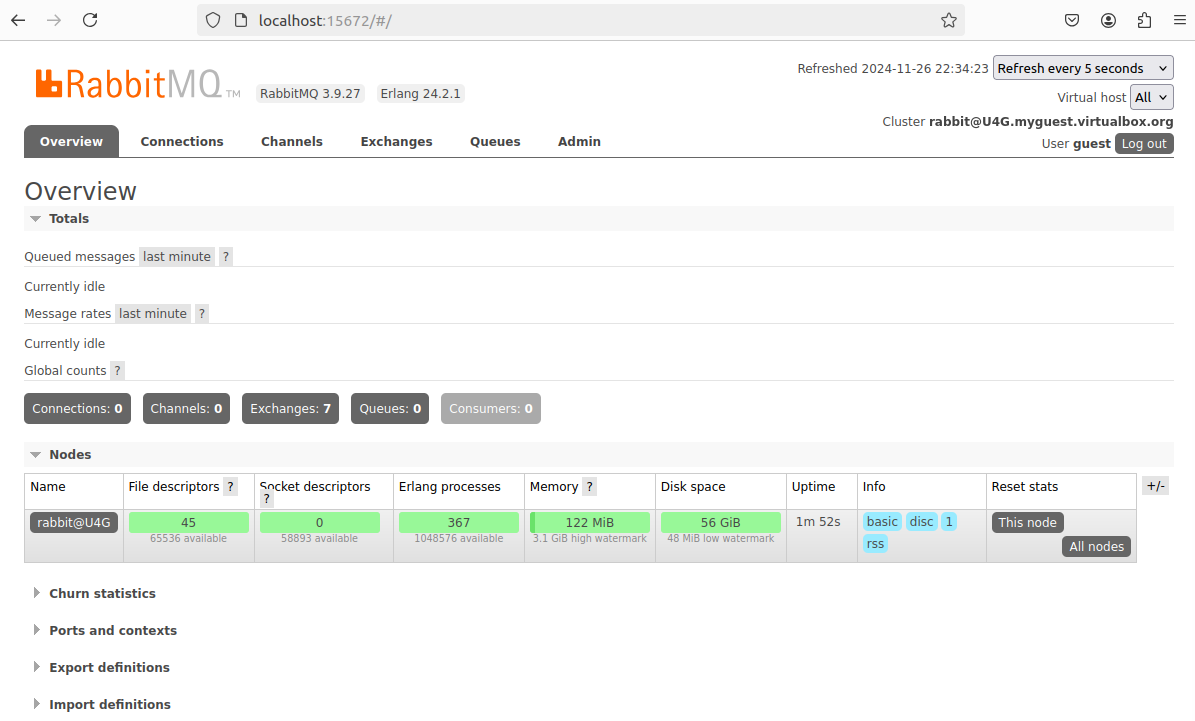 localhost:15672/#/
Refreshed 2024-11-26 22:34:23 Refresh every 5 seconds
RabbitMQ TM RabbitMQ 3.9.27 Erlang 24.2.1
Virtual host All
Cluster rabbit@U4G.myguest.virtualbox.org
User guest Log out
Overview Connections Channels Exchanges Queues Admin
Overview
Totals
Queued messages last minute ?
Currently idle
Message rates last minute ?
Currently idle
Global counts ?
Connections: 0 Channels: 0 Exchanges: 7 Queues: 0 Consumers: 0
Nodes
Name File descriptors ? Socket descriptors ? Erlang processes Memory ? Disk space Uptime Info Reset stats +/-
rabbit@U4G 45 0 367 122 MiB 56 GiB 1m 52s basic disc 1 This node
65536 available 58893 available 1048576 available 3.1 GiB high watermark 48 MiB low watermark
rss All nodes
Churn statistics
Ports and contexts
Export definitions
Import definitions